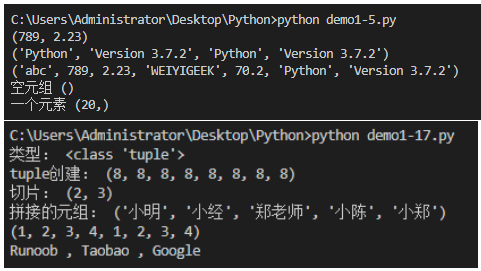 C:\Users\Administrator\Desktop\Python>python demo1-5.py
(789, 2.23)
('Python', 'Version 3.7.2', 'Python', 'Version 3.7.2')
('abc', 789, 2.23, 'WEIYIGEEK', 70.2, 'Python', 'Version 3.7.2')
空元组 ()
一个元素 (20,)
C:\Users\Administrator\Desktop\Python>python demo1-17.py
类型: <class 'tuple'>
tuple创建: (8, 8, 8, 8, 8, 8, 8, 8)
切片: (2, 3)
拼接的元组: ('小明', '小经', '郑老师', '小陈', '小郑')
(1, 2, 3, 4, 1, 2, 3, 4)
Runoob , Taobao , Google